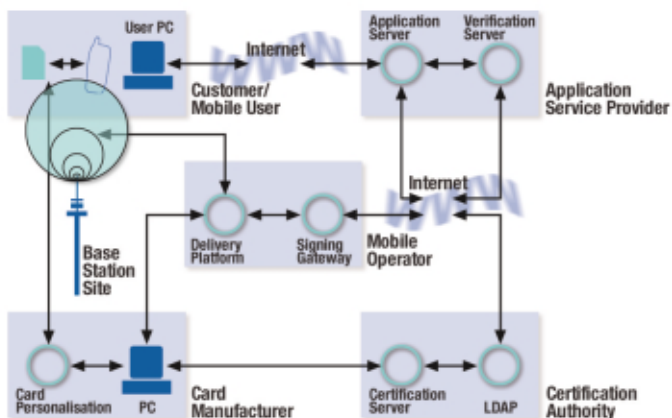 User PC
Internet
Application
Server
Verification
Server
Customer/
Mobile User
Application
Service Provider
Internet
Delivery
Platform
Signing
Gateway
Mobile
Operator
Base
Station
Site
Card
Personalisation
PC
Card
Manufacturer
Certification
Server
LDAP
Certification
Authority